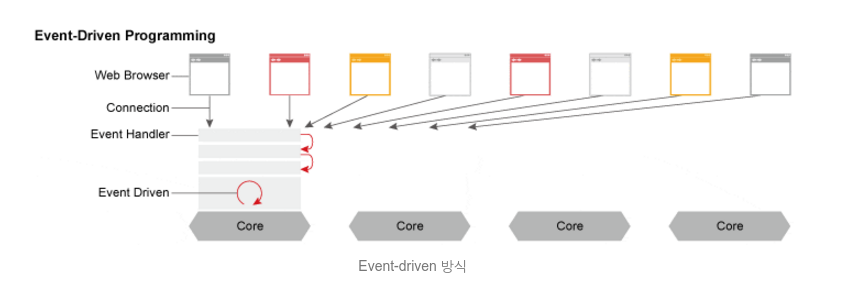 Event-Driven Programming
Web Browser
Connection
Event Handler
Event Driven
Core
Core
Core
Core
Event-driven 방식